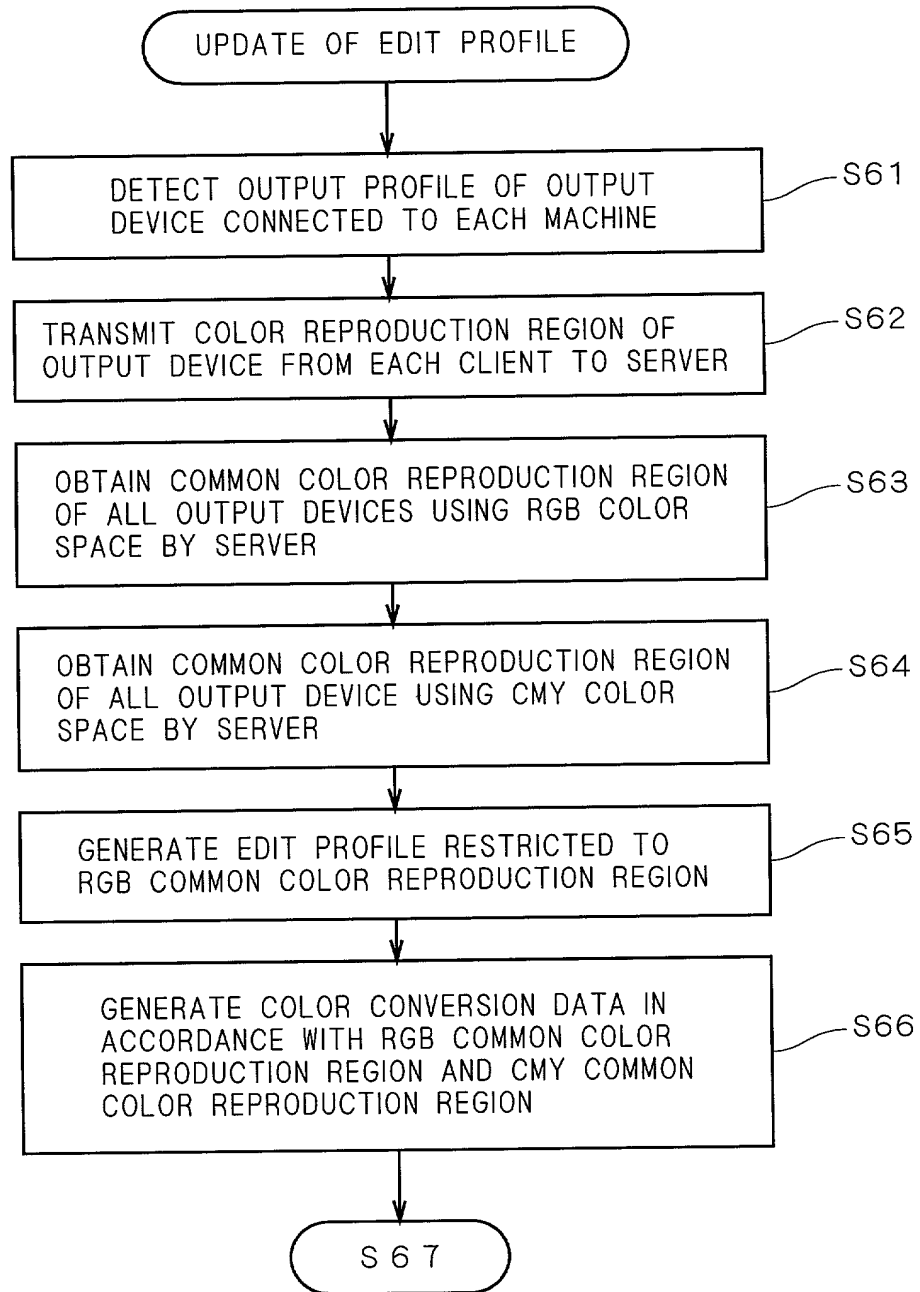 UPDATE OF EDIT PROFILE
DETECT OUTPUT PROFILE OF OUTPUT
DEVICE CONNECTED TO EACH MACHINE
S61
TRANSMIT COLOR REPRODUCTION REGION OF
OUTPUT DEVICE FROM EACH CLIENT TO SERVER
S62
OBTAIN COMMON COLOR REPRODUCTION REGION
OF ALL OUTPUT DEVICES USING RGB COLOR
SPACE BY SERVER
S63
OBTAIN COMMON COLOR REPRODUCTION REGION
OF ALL OUTPUT DEVICE USING CMY COLOR
SPACE BY SERVER
S64
GENERATE EDIT PROFILE RESTRICTED TO
RGB COMMON COLOR REPRODUCTION REGION
S65
GENERATE COLOR CONVERSION DATA IN
ACCORDANCE WITH RGB COMMON COLOR
REPRODUCTION REGION AND CMY COMMON
COLOR REPRODUCTION REGION
S66
S67